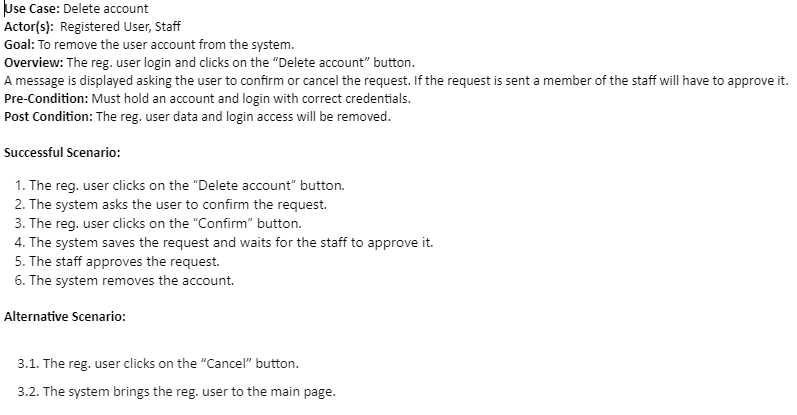 Use Case: Delete account
Actor(s):  Registered User, Staff
Goal: To remove the user account from the system.
Overview: The reg. user login and clicks on the “Delete account” button.
A message is displayed asking the user to confirm or cancel the request. If the request is sent a member of the staff will have to approve it.
Pre-Condition: Must hold an account and login with correct credentials.
Post Condition: The reg. user data and login access will be removed.
Successful Scenario:
1. The reg. user clicks on the “Delete account” button.
2. The system asks the user to confirm the request.
3. The reg. user clicks on the “Confirm” button.
4. The system saves the request and waits for the staff to approve it.
5. The staff approves the request.
6. The system removes the account.
Alternative Scenario:
3.1. The reg. user clicks on the “Cancel” button.
3.2. The system brings the reg. user to the main page.